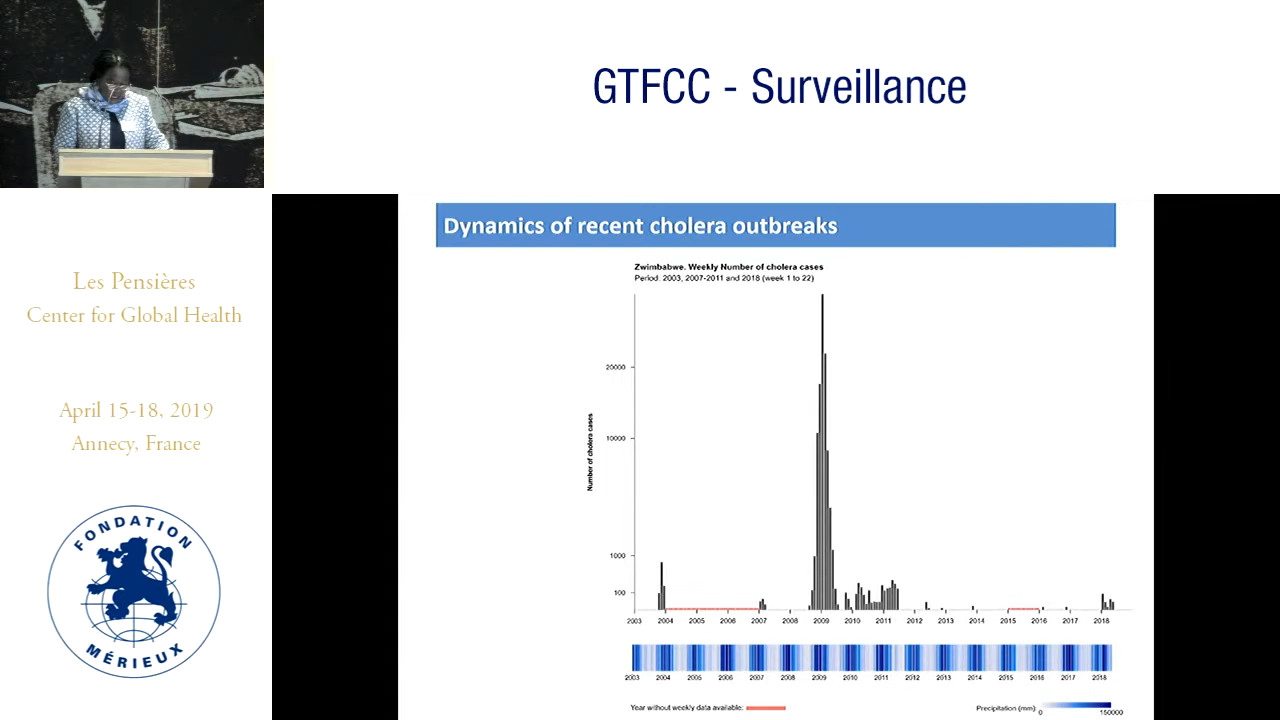 GTFCC - Surveillance
Les Pensières
Center for Global Health
April 15-18, 2019
Annecy, France
FONDATION
MÉRIEUX
Dynamics of recent cholera outbreaks
Zwimbabwe. Weekly Number of cholera cases
Period: 2003, 2007-2011 and 2018 (week 1 to 22)
Number of cholera cases
20000
10000
1000
100
2003 2004 2005 2006 2007 2008 2009 2010 2011 2012 2013 2014 2015 2016 2017 2018
2003 2004 2005 2006 2007 2008 2009 2010 2011 2012 2013 2014 2015 2016 2017 2018
Year without weekly data available:
Precipitation (mm)
0 150000